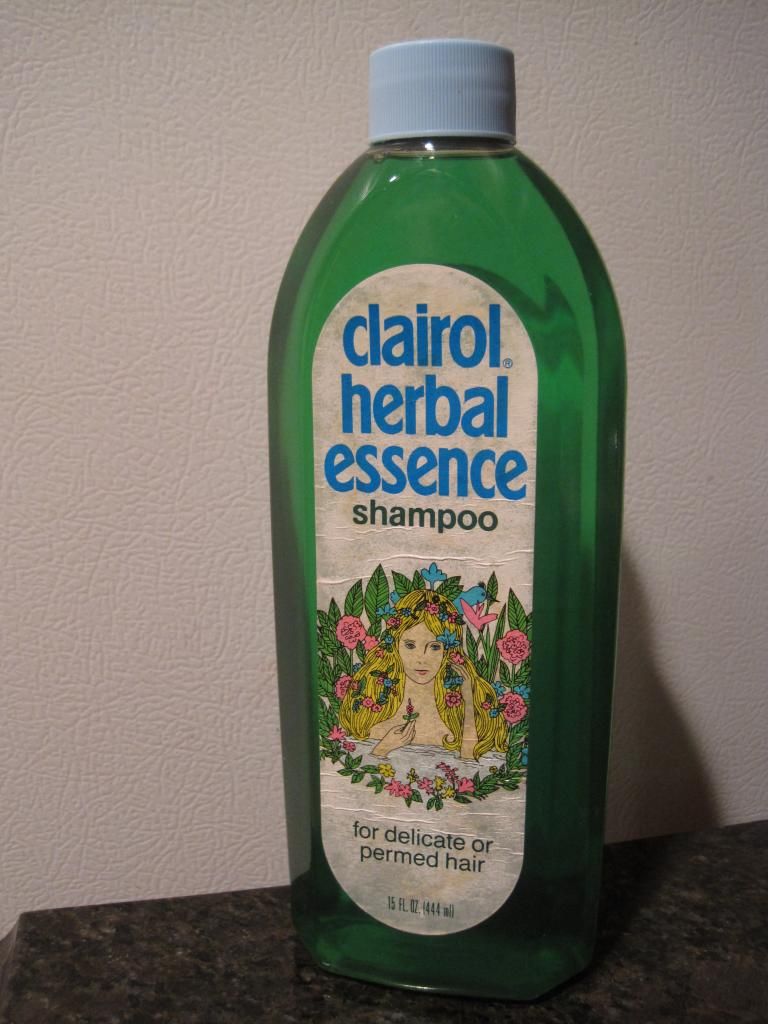 clairol®
herbal
essence
shampoo
for delicate or
permed hair
15 FL. OZ. (444 ml)